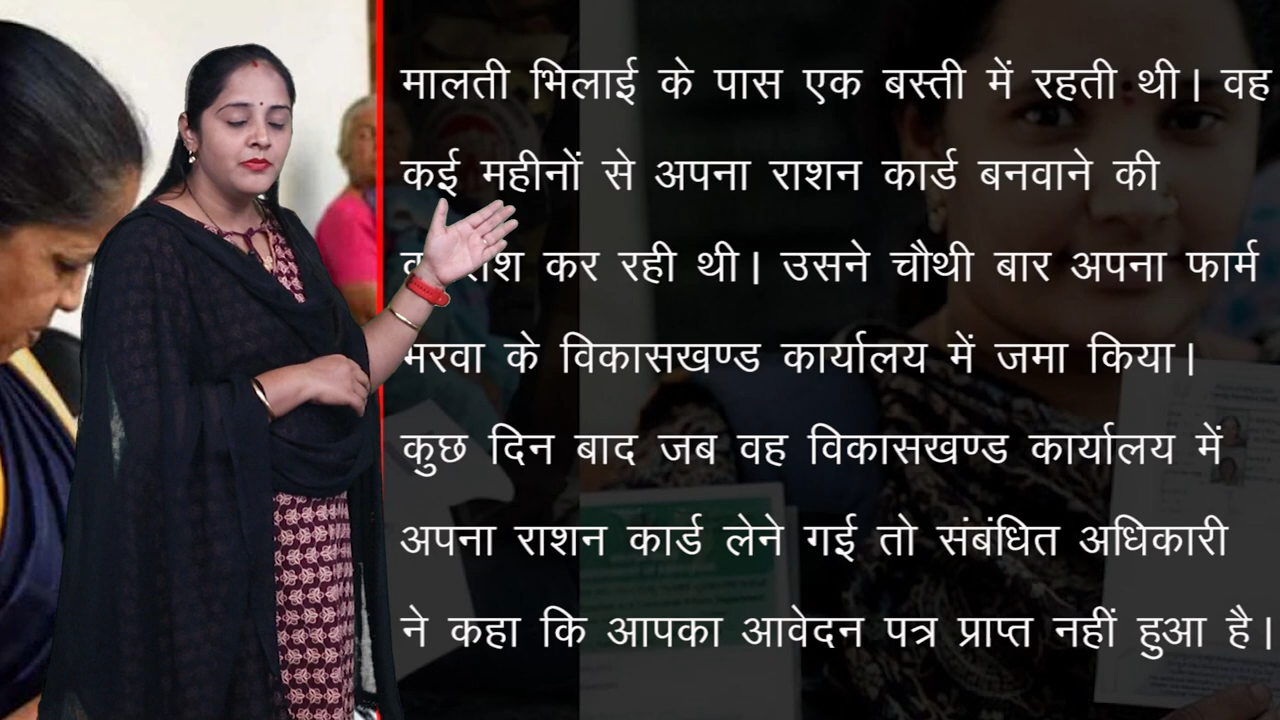 मालती भिलाई के पास एक बस्ती में रहती थी। वह
कई महीनों से अपना राशन कार्ड बनवाने की
कर रही थी। उसने चौथी बार अपना फार्म
भरवा के विकासखण्ड कार्यालय में जमा किया।
कुछ दिन बाद जब वह विकासखण्ड कार्यालय में
अपना राशन कार्ड लेने गई तो संबंधित अधिकारी
ने कहा कि आपका आवेदन पत्र प्राप्त नहीं हुआ है।